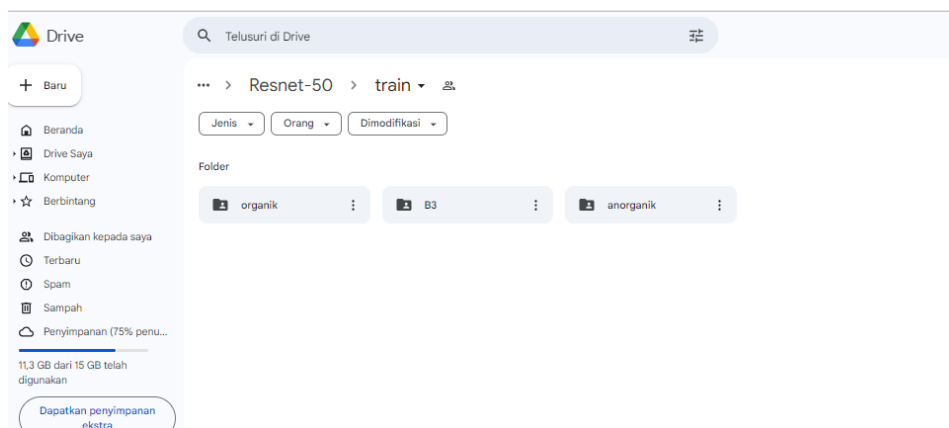 Drive
Telusuri di Drive
Baru
Resnet-50 > train
Jenis Orang Dimodifikasi
Beranda
Drive Saya
Komputer
Berbintang
Folder
organik B3 anorganik
Dibagikan kepada saya
Terbaru
Spam
Sampah
Penyimpanan (75% penu...
11,3 GB dari 15 GB telah
digunakan
Dapatkan penyimpanan
ekstra